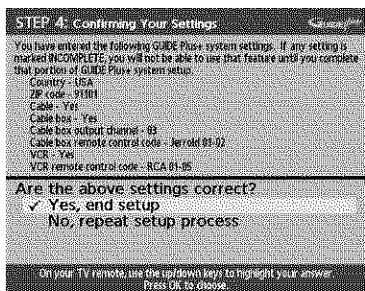 STEP 4: Confirming Your Settings
GUIDE Plus+
You have entered the following GUIDE Plus+ system settings. If any setting is
marked INCOMPLETE, you will not be able to use that feature until you complete
that portion of GUIDE Plus+ system setup.
Country - USA
ZIP code - 91101
Cable - Yes
Cable box - Yes
Cable box output channel - 03
Cable box remote control code - Jerrold 01-02
VCR - Yes
VCR remote control code - RCA 01-05
Are the above settings correct?
✓ Yes, end setup
No, repeat setup process
On your TV remote, use the up/down keys to highlight your answer.
Press OK to choose.